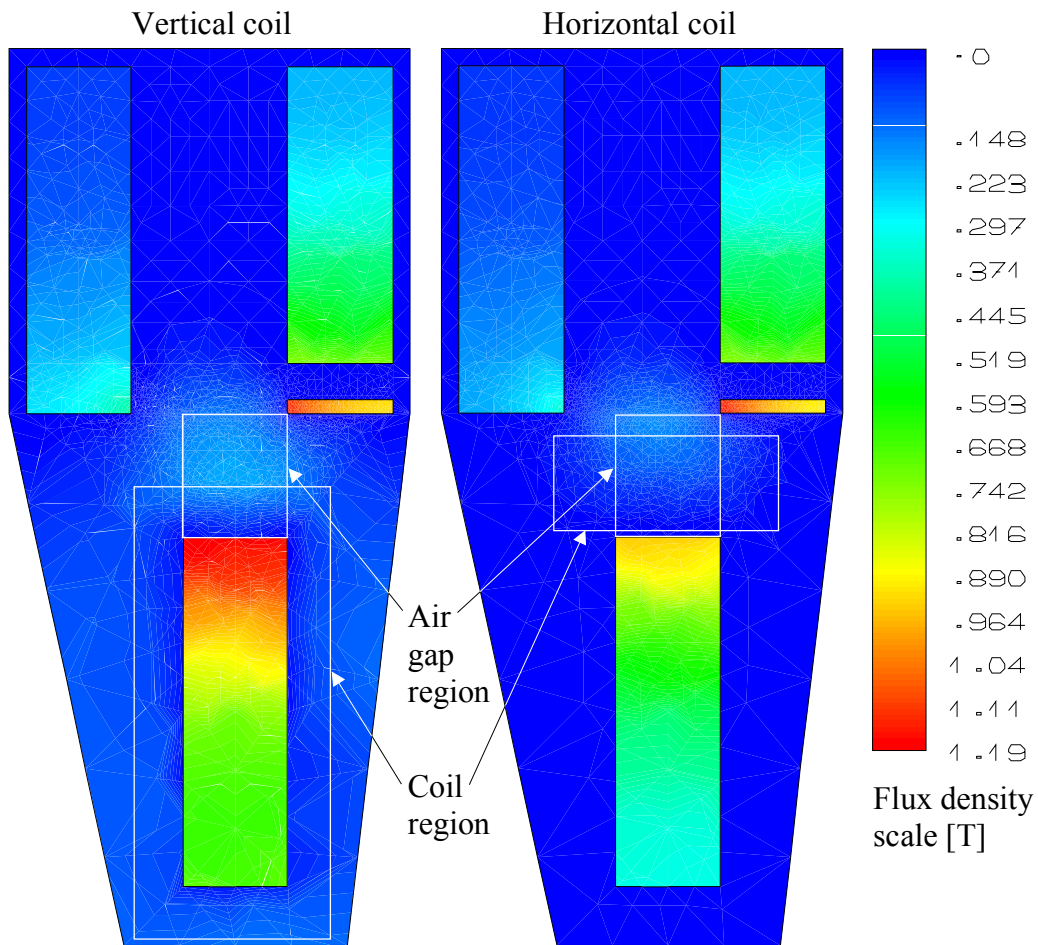 Vertical coil
Horizontal coil
.0
.148
.223
.297
.371
.445
.519
.593
.668
.742
.816
.890
.964
1.04
1.11
1.19
Air
gap
region
Coil
region
Flux density
scale [T]